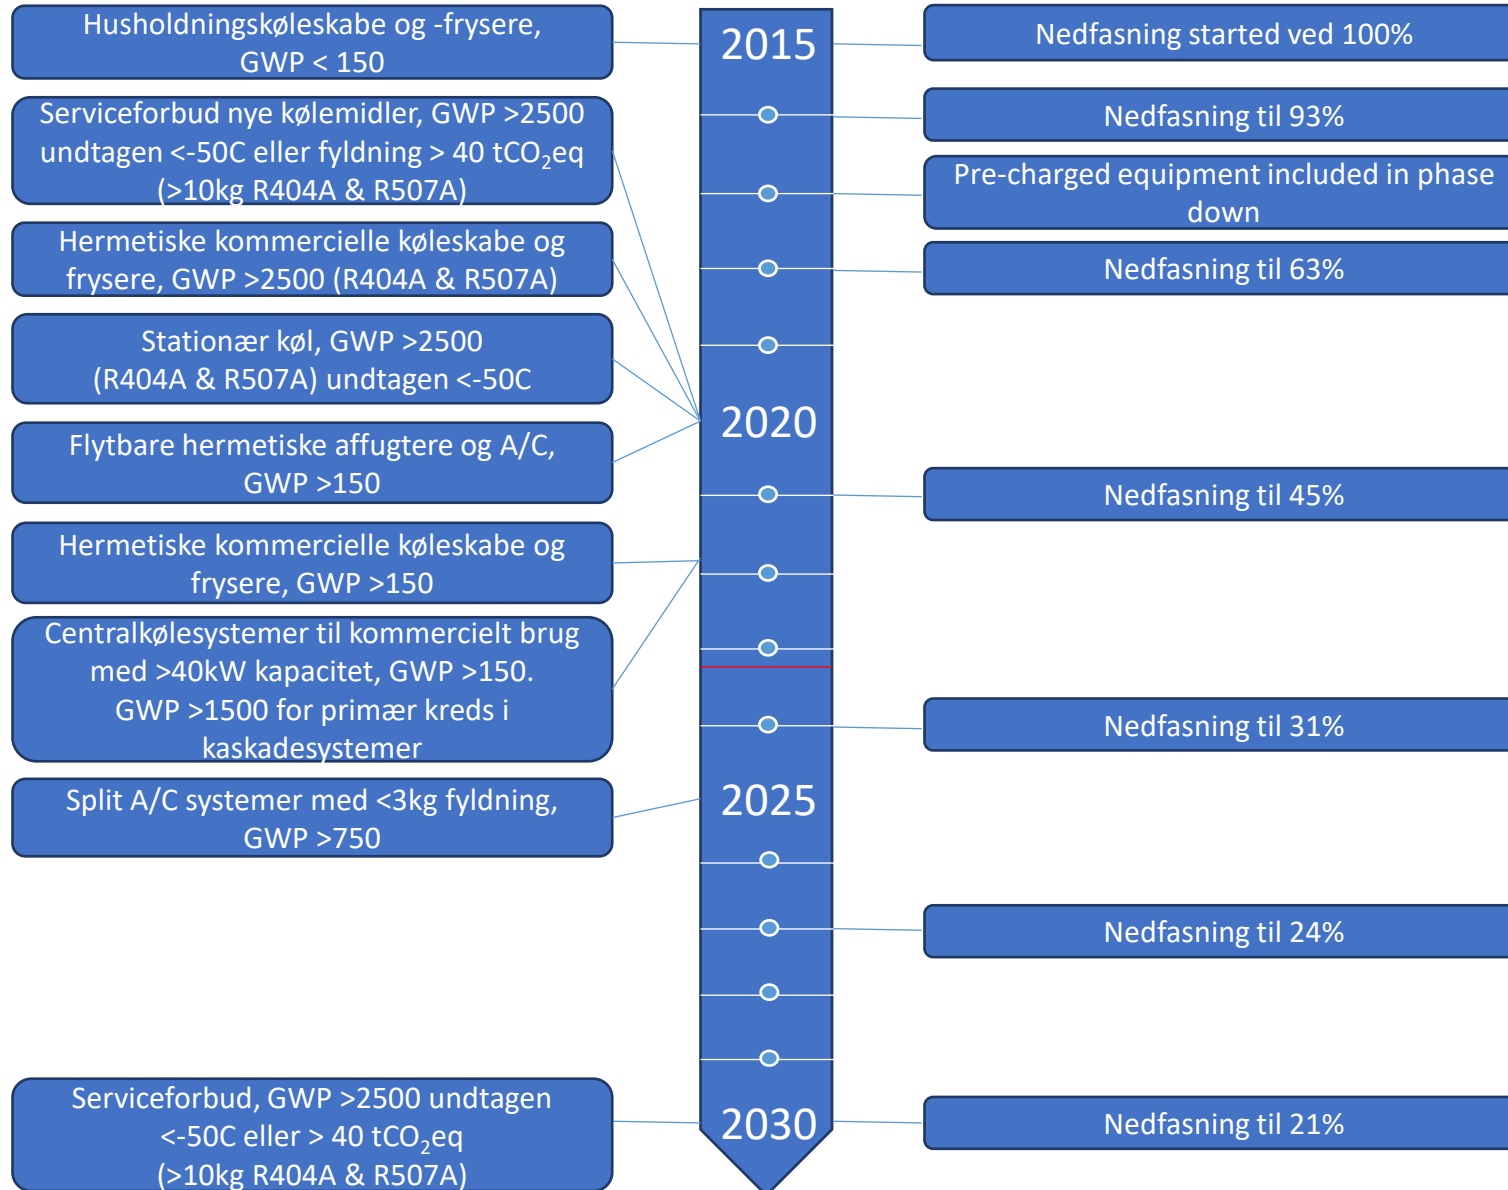 Husholdningskøleskabe og -frysere,
GWP < 150
Serviceforbud nye kølemidler, GWP >2500
undtagen <-50C eller fyldning > 40 tCO₂eq
(>10kg R404A & R507A)
Hermetiske kommercielle køleskabe og
frysere, GWP >2500 (R404A & R507A)
Stationær køl, GWP >2500
(R404A & R507A) undtagen <-50C
Flytbare hermetiske affugtere og A/C,
GWP >150
Hermetiske kommercielle køleskabe og
frysere, GWP >150
Centralkølesystemer til kommercielt brug
med >40kW kapacitet, GWP >150.
GWP >1500 for primær kreds i
kaskadesystemer
Split A/C systemer med <3kg fyldning,
GWP >750
Serviceforbud, GWP >2500 undtagen
<-50C eller > 40 tCO₂eq
(>10kg R404A & R507A)
2015
2020
2025
2030
Nedfasning started ved 100%
Nedfasning til 93%
Pre-charged equipment included in phase
down
Nedfasning til 63%
Nedfasning til 45%
Nedfasning til 31%
Nedfasning til 24%
Nedfasning til 21%